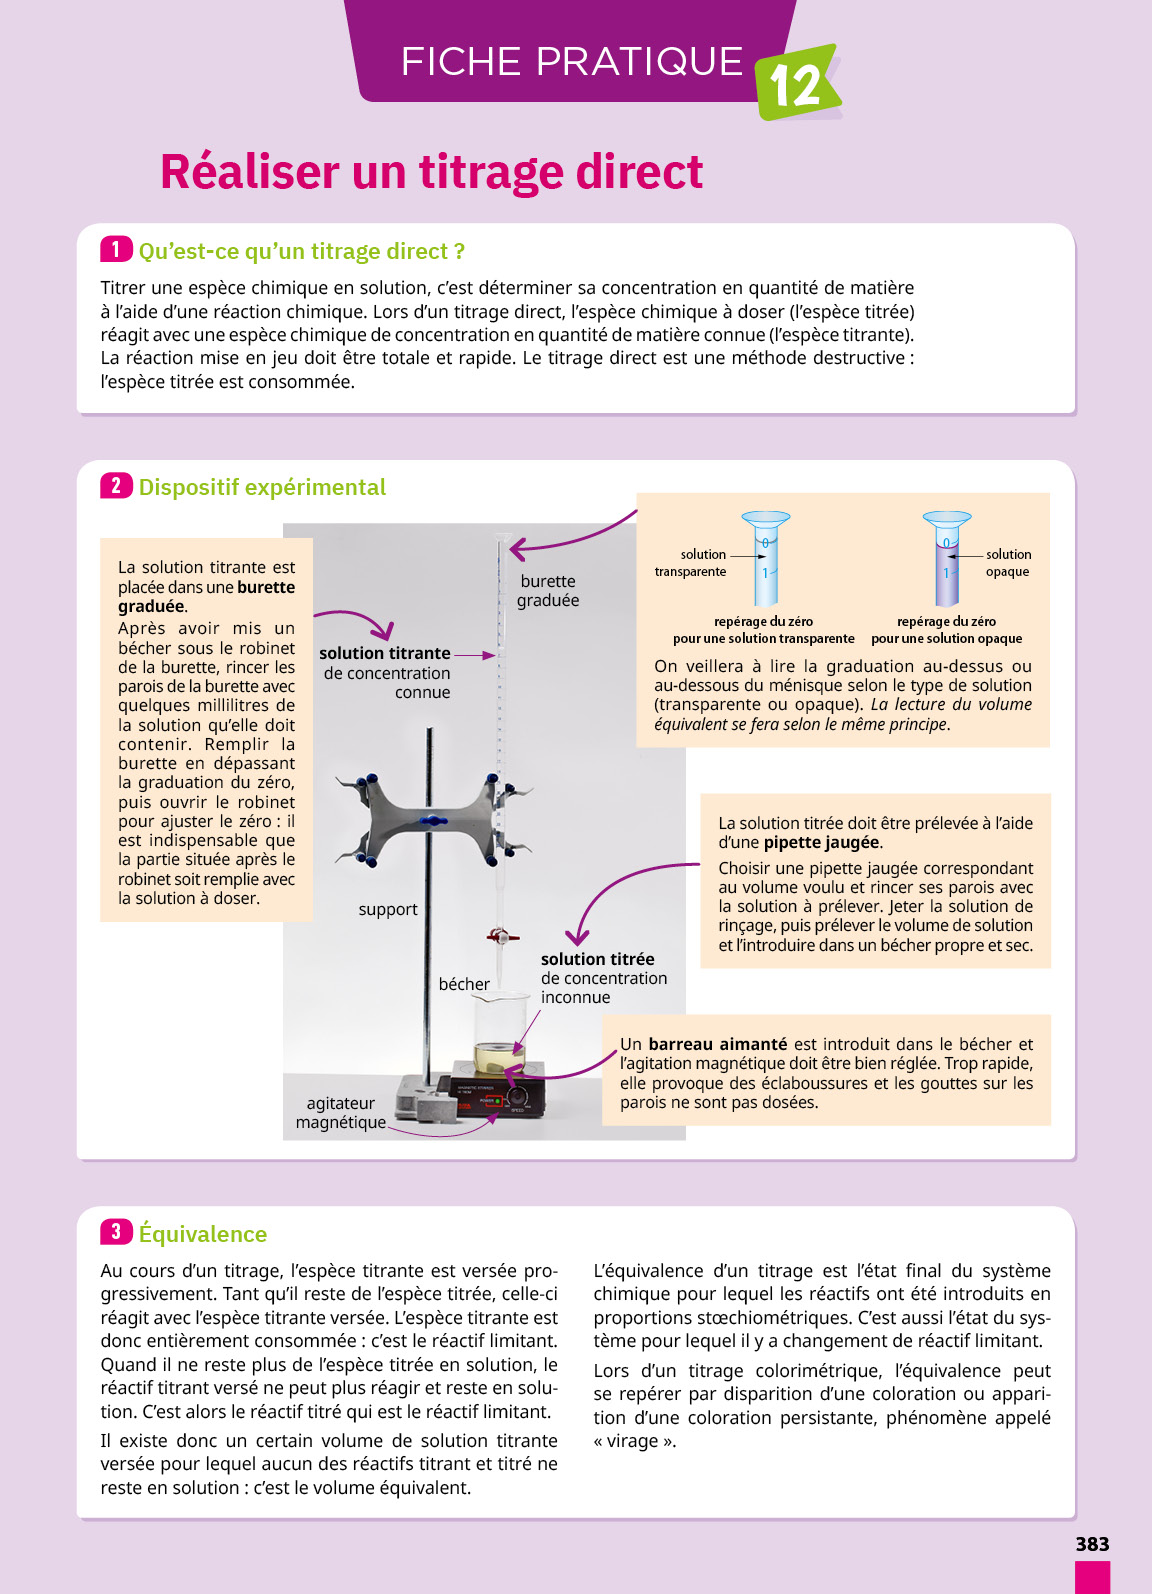 FICHE PRATIQUE
12
Réaliser un titrage direct
1 Qu’est-ce qu’un titrage direct ?
Titrer une espèce chimique en solution, c’est déterminer sa concentration en quantité de matière
à l’aide d’une réaction chimique. Lors d’un titrage direct, l’espèce chimique à doser (l’espèce titrée)
réagit avec une espèce chimique de concentration en quantité de matière connue (l’espèce titrante).
La réaction mise en jeu doit être totale et rapide. Le titrage direct est une méthode destructive :
l’espèce titrée est consommée.
2 Dispositif expérimental
La solution titrante est
placée dans une burette
graduée.
Après avoir mis un
bécher sous le robinet
de la burette, rincer les
parois de la burette avec
quelques millilitres de
la solution qu’elle doit
contenir. Remplir la
burette en dépassant
la graduation du zéro,
puis ouvrir le robinet
pour ajuster le zéro : il
est indispensable que
la partie située après le
robinet soit remplie avec
la solution à doser.
burette
graduée
solution titrante
de concentration
connue
support
bécher
solution titrée
de concentration
inconnue
agitateur
magnétique
MAGNETIC STIRRER
POWER
SPEED
solution
transparente
0
1
0
1
solution
opaque
repérage du zéro
pour une solution transparente
repérage du zéro
pour une solution opaque
On veillera à lire la graduation au-dessus ou
au-dessous du ménisque selon le type de solution
(transparente ou opaque). La lecture du volume
équivalent se fera selon le même principe.
La solution titrée doit être prélevée à l’aide
d’une pipette jaugée.
Choisir une pipette jaugée correspondant
au volume voulu et rincer ses parois avec
la solution à prélever. Jeter la solution de
rinçage, puis prélever le volume de solution
et l’introduire dans un bécher propre et sec.
Un barreau aimanté est introduit dans le bécher et
l’agitation magnétique doit être bien réglée. Trop rapide,
elle provoque des éclaboussures et les gouttes sur les
parois ne sont pas dosées.
3 Équivalence
Au cours d’un titrage, l’espèce titrante est versée pro-
gressivement. Tant qu’il reste de l’espèce titrée, celle-ci
réagit avec l’espèce titrante versée. L’espèce titrante est
donc entièrement consommée : c’est le réactif limitant.
Quand il ne reste plus de l’espèce titrée en solution, le
réactif titrant versé ne peut plus réagir et reste en solu-
tion. C’est alors le réactif titré qui est le réactif limitant.
Il existe donc un certain volume de solution titrante
versée pour lequel aucun des réactifs titrant et titré ne
reste en solution : c’est le volume équivalent.
L’équivalence d’un titrage est l’état final du système
chimique pour lequel les réactifs ont été introduits en
proportions stœchiométriques. C’est aussi l’état du sys-
tème pour lequel il y a changement de réactif limitant.
Lors d’un titrage colorimétrique, l’équivalence peut
se repérer par disparition d’une coloration ou appari-
tion d’une coloration persistante, phénomène appelé
« virage ».
383